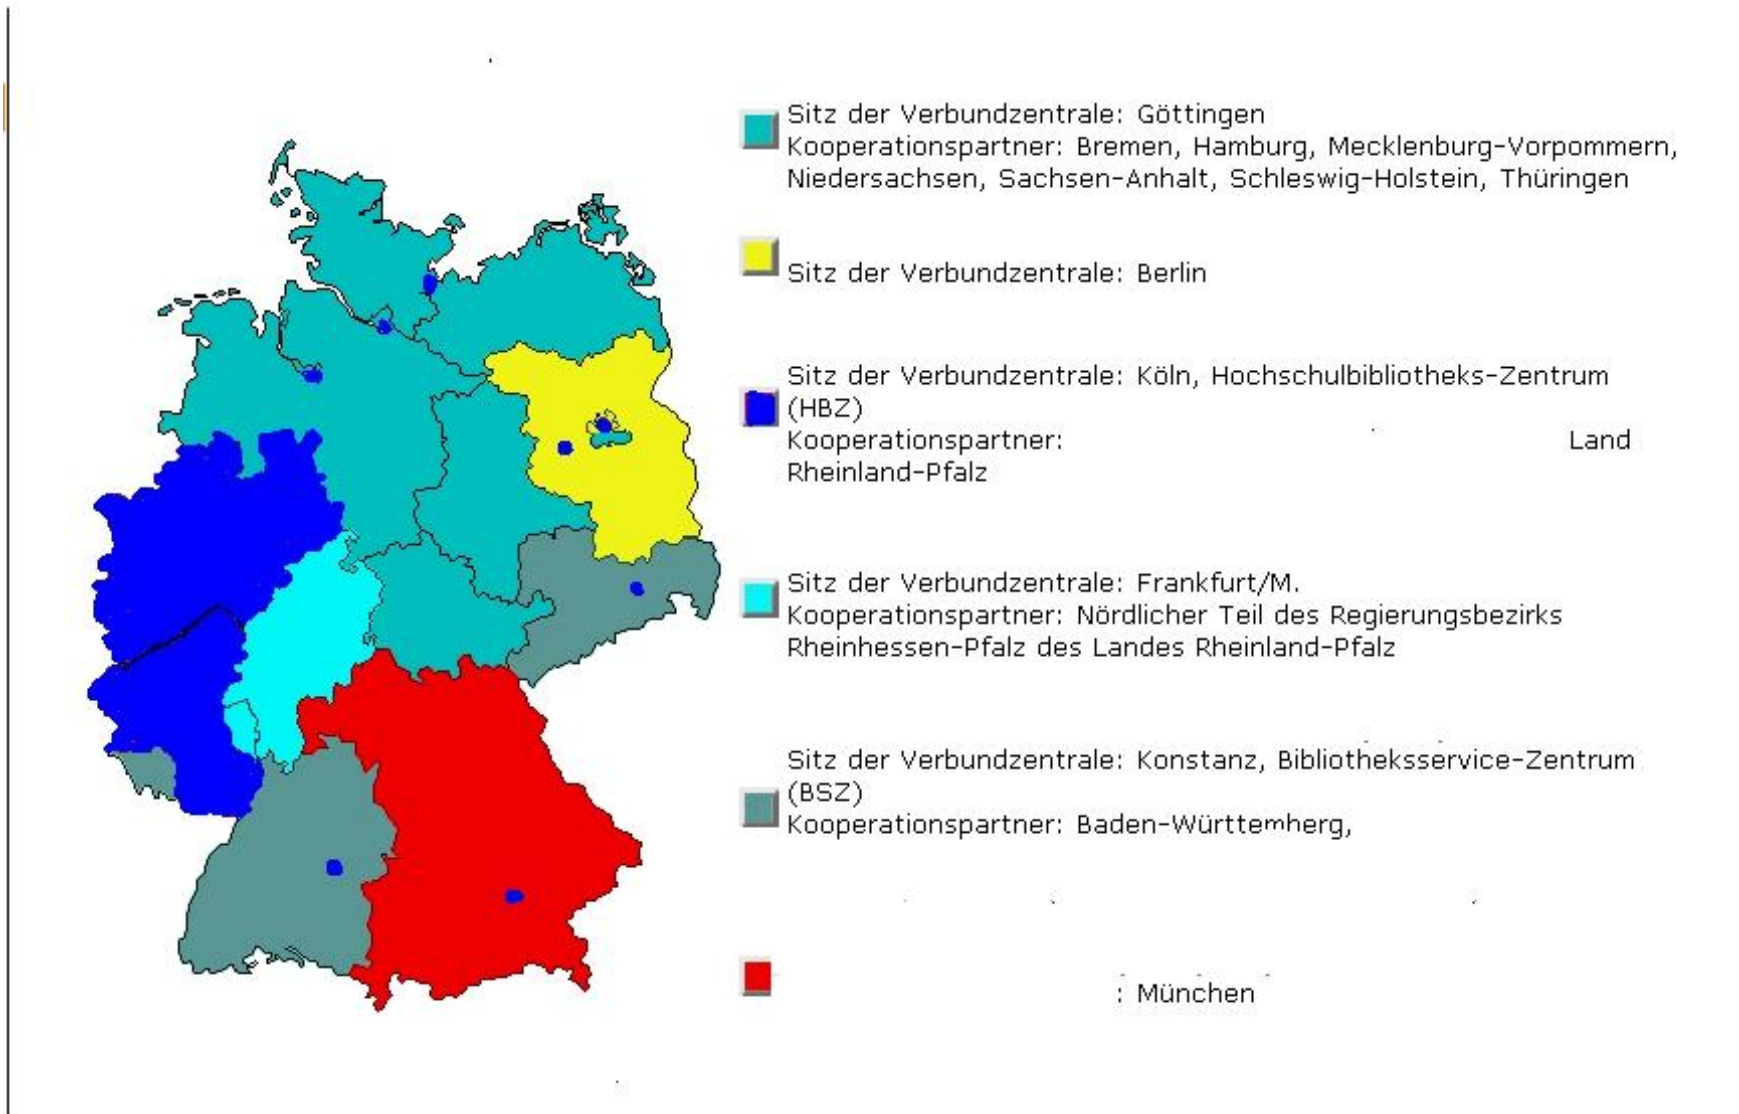 Sitz der Verbundzentrale: Göttingen
Kooperationspartner: Bremen, Hamburg, Mecklenburg-Vorpommern,
Niedersachsen, Sachsen-Anhalt, Schleswig-Holstein, Thüringen
Sitz der Verbundzentrale: Berlin
Sitz der Verbundzentrale: Köln, Hochschulbibliotheks-Zentrum
(HBZ)
Kooperationspartner: Land
Rheinland-Pfalz
Sitz der Verbundzentrale: Frankfurt/M.
Kooperationspartner: Nördlicher Teil des Regierungsbezirks
Rheinhessen-Pfalz des Landes Rheinland-Pfalz
Sitz der Verbundzentrale: Konstanz, Bibliotheksservice-Zentrum
(BSZ)
Kooperationspartner: Baden-Württemberg,
: München